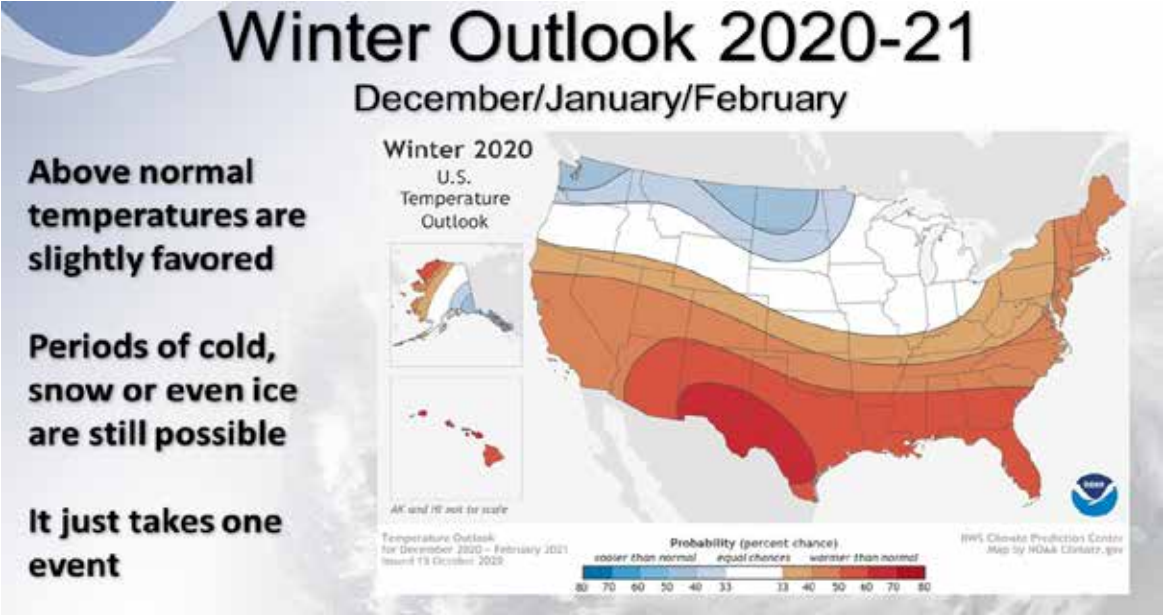 Winter Outlook 2020-21
December/January/February
Above normal
temperatures are
slightly favored
Periods of cold,
snow or even ice
are still possible
It just takes one
event
Winter 2020
U.S.
Temperature
Outlook
AK and HI not to scale
Temperature Outlook
for December 2020 – February 2021
Issued 15 October 2020
Probability (percent chance)
cooler than normal equal chances warmer than normal
80 70 60 50 40 33 33 40 50 60 70 80
NOAA
NWS Climate Prediction Center
Map by NOAA Climate.gov